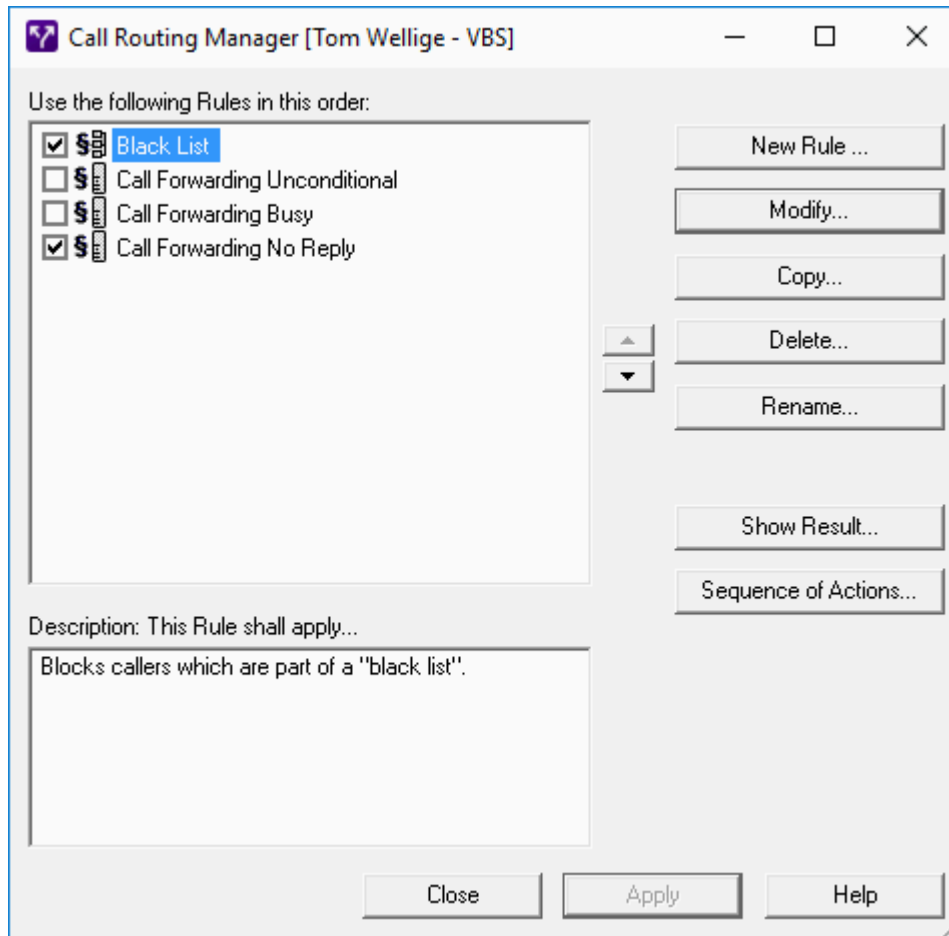 Call Routing Manager [Tom Wellige - VBS]
Use the following Rules in this order:
Black List
Call Forwarding Unconditional
Call Forwarding Busy
Call Forwarding No Reply
New Rule ...
Modify...
Copy...
Delete...
Rename...
Show Result...
Sequence of Actions...
Description: This Rule shall apply...
Blocks callers which are part of a "black list".
Close
Apply
Help